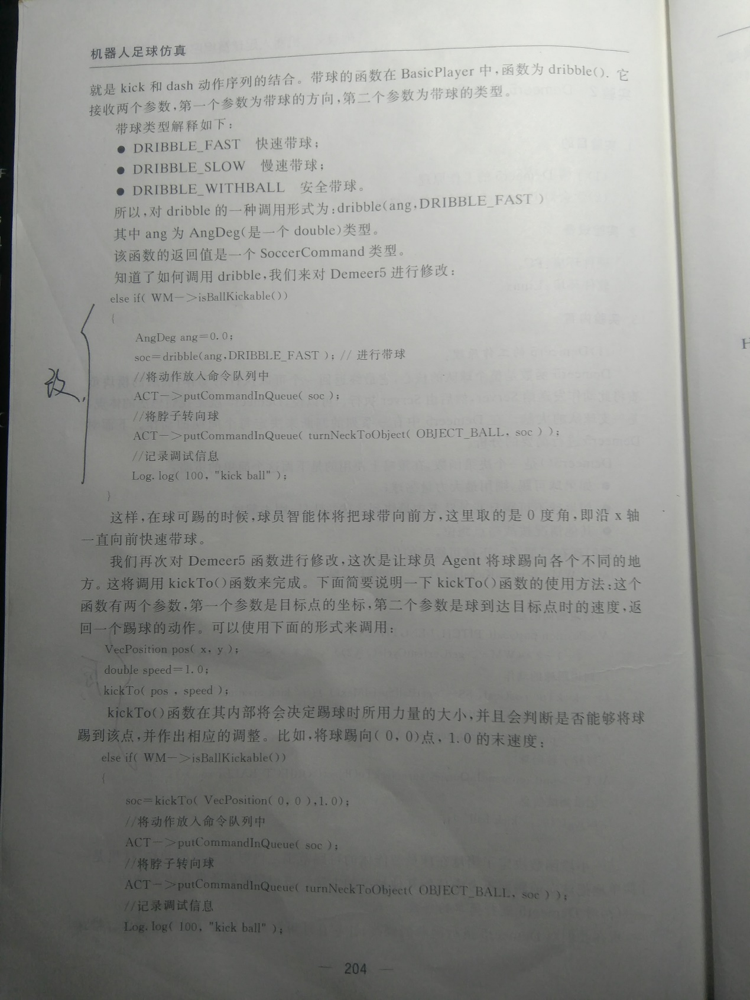 机器人足球仿真
就是 kick 和 dash 动作序列的结合。带球的函数在 BasicPlayer 中,函数为 dribble(). 它
接收两个参数,第一个参数为带球的方向,第二个参数为带球的类型。
带球类型解释如下:
● DRIBBLE_FAST 快速带球;
● DRIBBLE_SLOW 慢速带球;
● DRIBBLE_WITHBALL 安全带球。
所以,对 dribble 的一种调用形式为:dribble(ang,DRIBBLE_FAST )
其中 ang 为 AngDeg(是一个 double)类型。
该函数的返回值是一个 SoccerCommand 类型。
知道了如何调用 dribble,我们来对 Demeer5 进行修改:
else if( WM—>isBallKickable())
{
AngDeg ang=0.0;
soc=dribble(ang,DRIBBLE_FAST ); // 进行带球
//将动作放入命令队列中
改.
ACT—>putCommandInQueue( soc );
//将脖子转向球
ACT—>putCommandInQueue( turnNeckToObject( OBJECT_BALL, soc ) );
//记录调试信息
Log. log( 100, "kick ball" );
}
这样,在球可踢的时候,球员智能体将把球带向前方,这里取的是 0 度角,即沿 x 轴
一直向前快速带球。
我们再次对 Demeer5 函数进行修改,这次是让球员 Agent 将球踢向各个不同的地
方。这将调用 kickTo()函数来完成。下面简要说明一下 kickTo()函数的使用方法:这个
函数有两个参数,第一个参数是目标点的坐标,第二个参数是球到达目标点时的速度,返
回一个踢球的动作。可以使用下面的形式来调用:
VecPosition pos( x, y );
double speed=1.0;
kickTo( pos , speed );
kickTo()函数在其内部将会决定踢球时所用力量的大小,并且会判断是否能够将球
踢到该点,并作出相应的调整。比如,将球踢向( 0, 0)点, 1.0 的末速度;
else if( WM—>isBallKickable())
{
soc=kickTo( VecPosition( 0, 0 ),1.0);
//将动作放入命令队列中
ACT—>putCommandInQueue( soc );
//将脖子转向球
ACT—>putCommandInQueue( turnNeckToObject( OBJECT_BALL, soc ) );
//记录调试信息
Log. log( 100, "kick ball" );
— 204 —